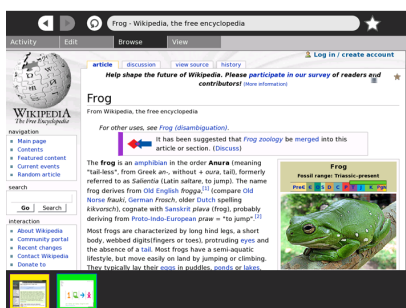 Frog - Wikipedia, the free encyclopedia
Activity Edit Browse View
Log in / create account
article discussion view source history
Help shape the future of Wikipedia. Please participate in our survey of readers and
contributors! (More information)
WIKIPEDIA
The Free Encyclopedia
navigation
Main page
Contents
Featured content
Current events
Random article
search
Go Search
interaction
About Wikipedia
Community portal
Recent changes
Contact Wikipedia
Donate to
Frog
From Wikipedia, the free encyclopedia
For other uses, see Frog (disambiguation).
It has been suggested that Frog zoology be merged into this
article or section. (Discuss)
The frog is an amphibian in the order Anura (meaning
"tail-less", from Greek an-, without + oura, tail), formerly
referred to as Salientia (Latin saltare, to jump). The name
frog derives from Old English frogga,[1] (compare Old
Norse frauki, German Frosch, older Dutch spelling
kikvorsch), cognate with Sanskrit plava (frog), probably
deriving from Proto-Indo-European praw = "to jump".[2]
Most frogs are characterized by long hind legs, a short
body, webbed digits(fingers or toes), protruding eyes and
the absence of a tail. Most frogs have a semi-aquatic
lifestyle, but move easily on land by jumping or climbing.
They typically lay their eggs in puddles, ponds or lakes,
Frog
Fossil range: Triassic–present
PreЄ Є O S D C P T J K Pg N